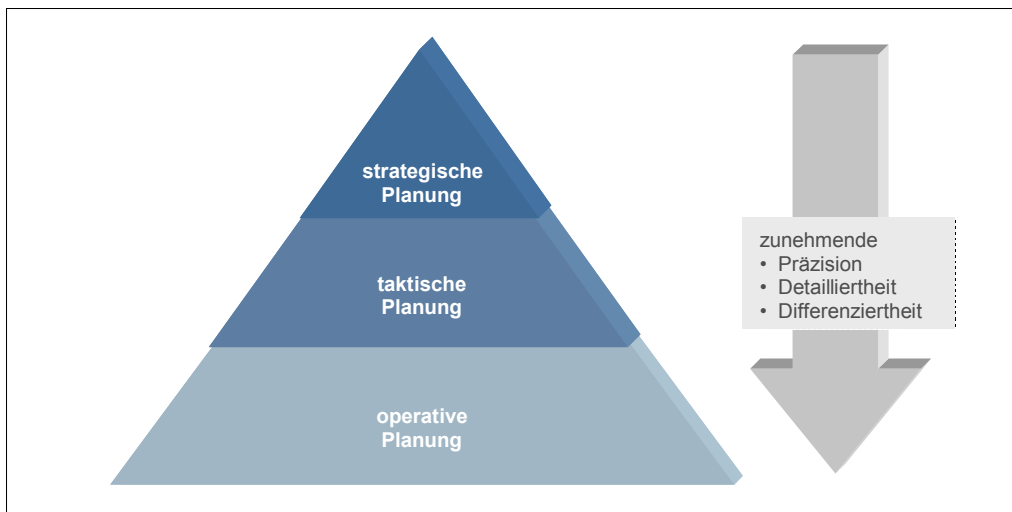 strategische
Planung
taktische
Planung
operative
Planung
zunehmende
• Präzision
• Detailliertheit
• Differenziertheit